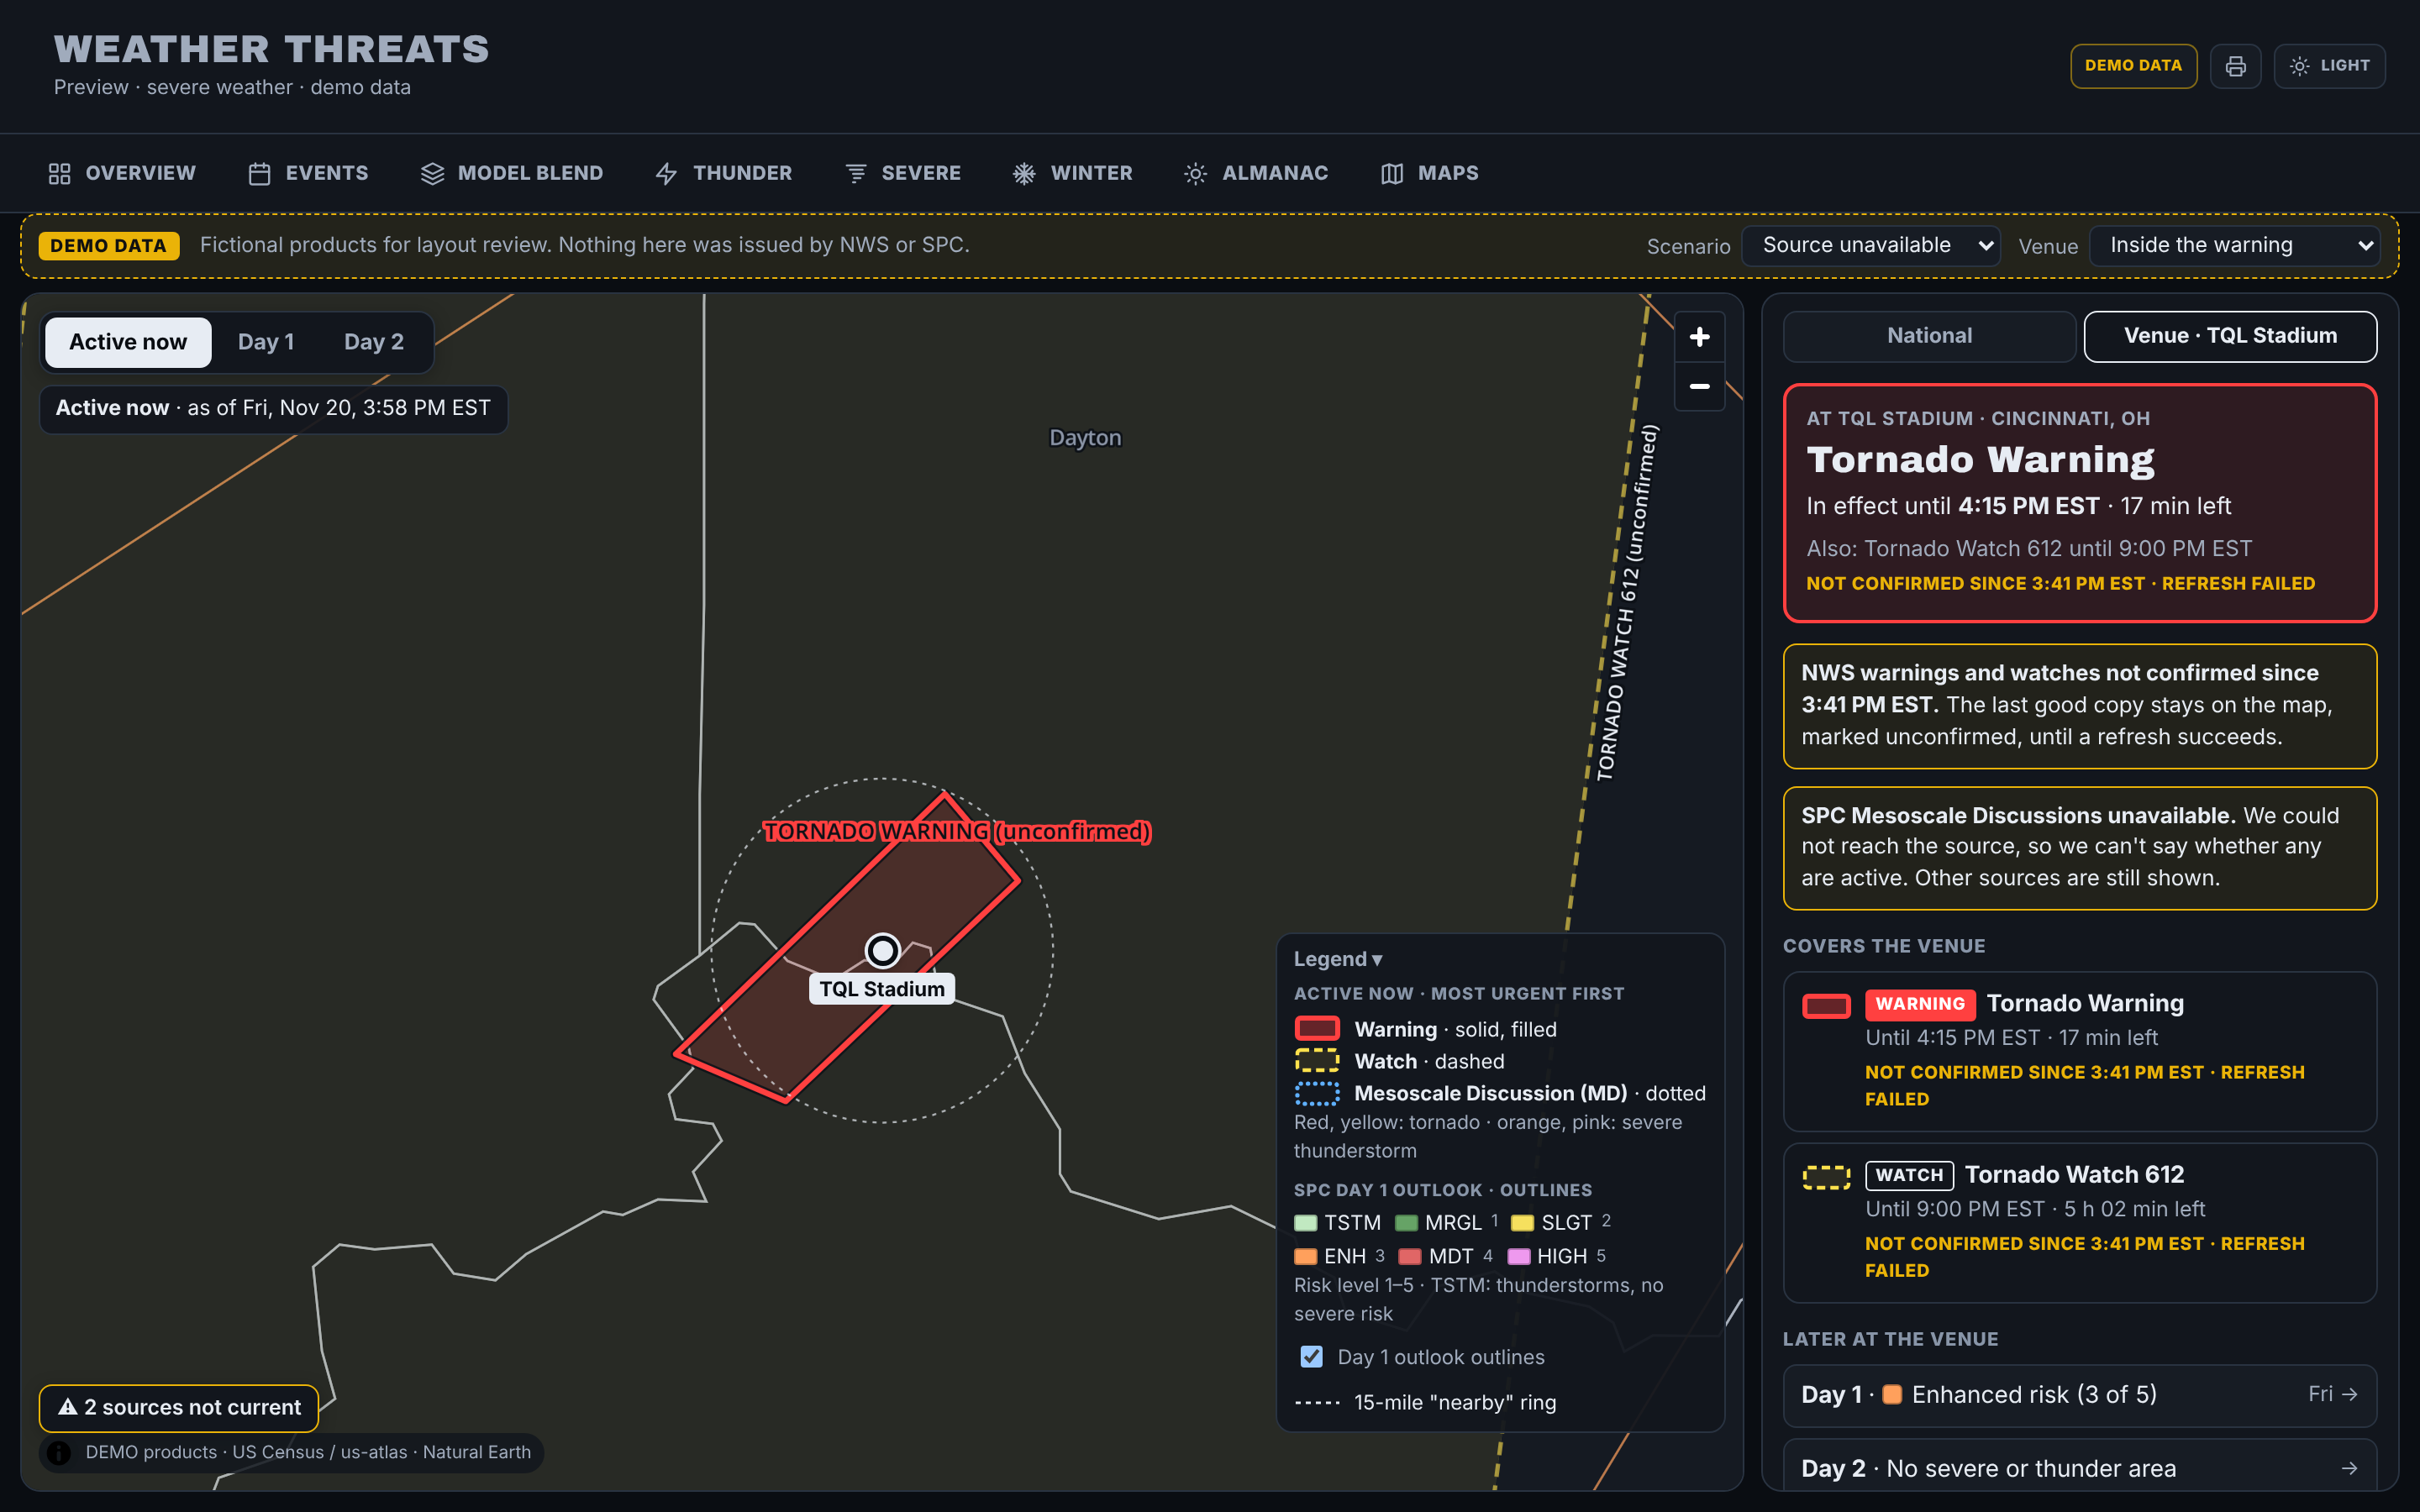 WEATHER THREATS
Preview · severe weather · demo data
DEMO DATA
LIGHT
OVERVIEW
EVENTS
MODEL BLEND
THUNDER
SEVERE
WINTER
ALMANAC
MAPS
DEMO DATA
Fictional products for layout review. Nothing here was issued by NWS or SPC.
Scenario
Source unavailable
Venue
Inside the warning
Active now
Day 1
Day 2
Active now · as of Fri, Nov 20, 3:58 PM EST
+
−
Dayton
TORNADO WATCH 612 (unconfirmed)
TORNADO WARNING (unconfirmed)
TQL Stadium
Legend ▾
ACTIVE NOW · MOST URGENT FIRST
Warning · solid, filled
Watch · dashed
Mesoscale Discussion (MD) · dotted
Red, yellow: tornado · orange, pink: severe
thunderstorm
SPC DAY 1 OUTLOOK · OUTLINES
TSTM MRGL 1 SLGT 2
ENH 3 MDT 4 HIGH 5
Risk level 1–5 · TSTM: thunderstorms, no
severe risk
Day 1 outlook outlines
15-mile "nearby" ring
⚠ 2 sources not current
DEMO products · US Census / us-atlas · Natural Earth
National
Venue · TQL Stadium
AT TQL STADIUM · CINCINNATI, OH
Tornado Warning
In effect until 4:15 PM EST · 17 min left
Also: Tornado Watch 612 until 9:00 PM EST
NOT CONFIRMED SINCE 3:41 PM EST · REFRESH FAILED
NWS warnings and watches not confirmed since
3:41 PM EST. The last good copy stays on the map,
marked unconfirmed, until a refresh succeeds.
SPC Mesoscale Discussions unavailable. We could
not reach the source, so we can't say whether any
are active. Other sources are still shown.
COVERS THE VENUE
WARNING Tornado Warning
Until 4:15 PM EST · 17 min left
NOT CONFIRMED SINCE 3:41 PM EST · REFRESH
FAILED
WATCH Tornado Watch 612
Until 9:00 PM EST · 5 h 02 min left
NOT CONFIRMED SINCE 3:41 PM EST · REFRESH
FAILED
LATER AT THE VENUE
Day 1 · Enhanced risk (3 of 5) Fri →
Day 2 · No severe or thunder area →